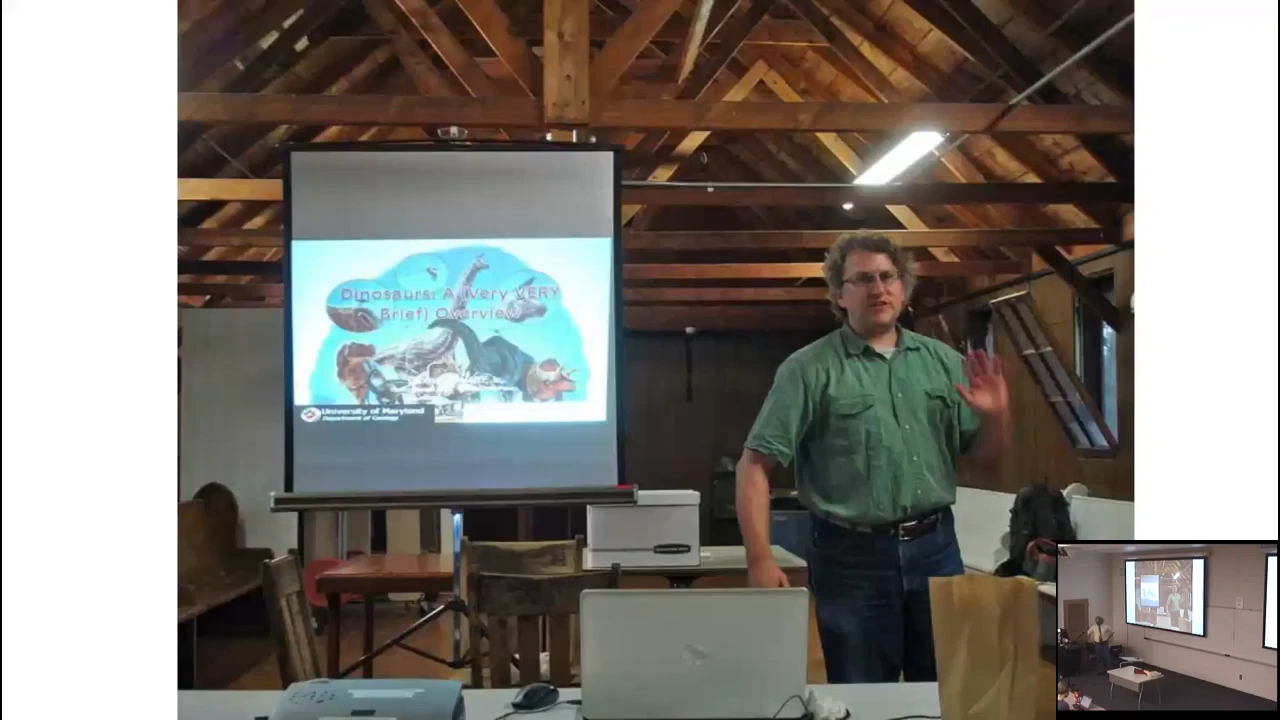 Dinosaurs: A (Very VERY
Brief) Overview
University of Maryland
Department of Geology